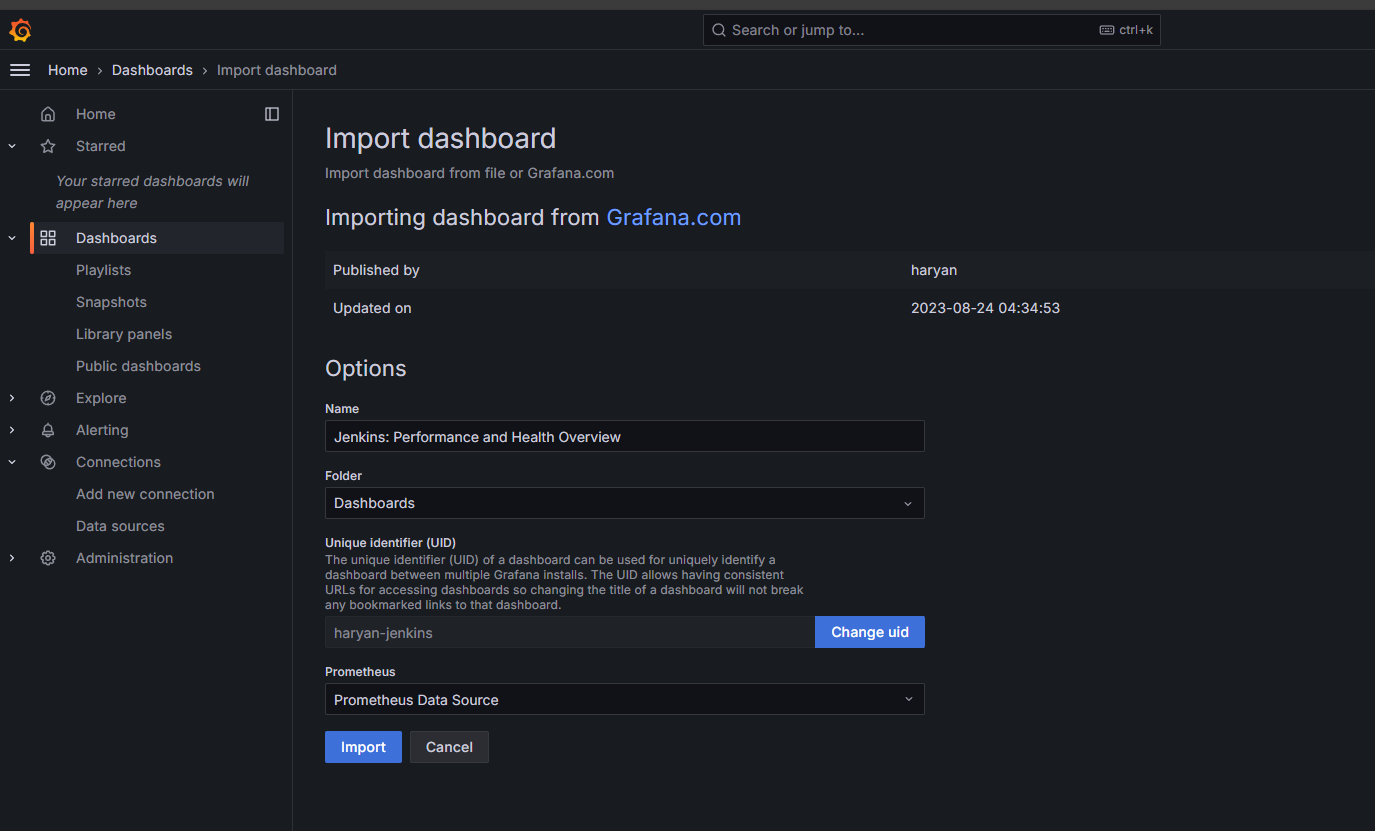 Search or jump to...
ctrl+k
Home › Dashboards › Import dashboard
Home
Starred
Your starred dashboards will
appear here
Dashboards
Playlists
Snapshots
Library panels
Public dashboards
Explore
Alerting
Connections
Add new connection
Data sources
Administration
Import dashboard
Import dashboard from file or Grafana.com
Importing dashboard from Grafana.com
Published by haryan
Updated on 2023-08-24 04:34:53
Options
Name
Jenkins: Performance and Health Overview
Folder
Dashboards
Unique identifier (UID)
The unique identifier (UID) of a dashboard can be used for uniquely identify a
dashboard between multiple Grafana installs. The UID allows having consistent
URLs for accessing dashboards so changing the title of a dashboard will not break
any bookmarked links to that dashboard.
haryan-jenkins
Change uid
Prometheus
Prometheus Data Source
Import
Cancel